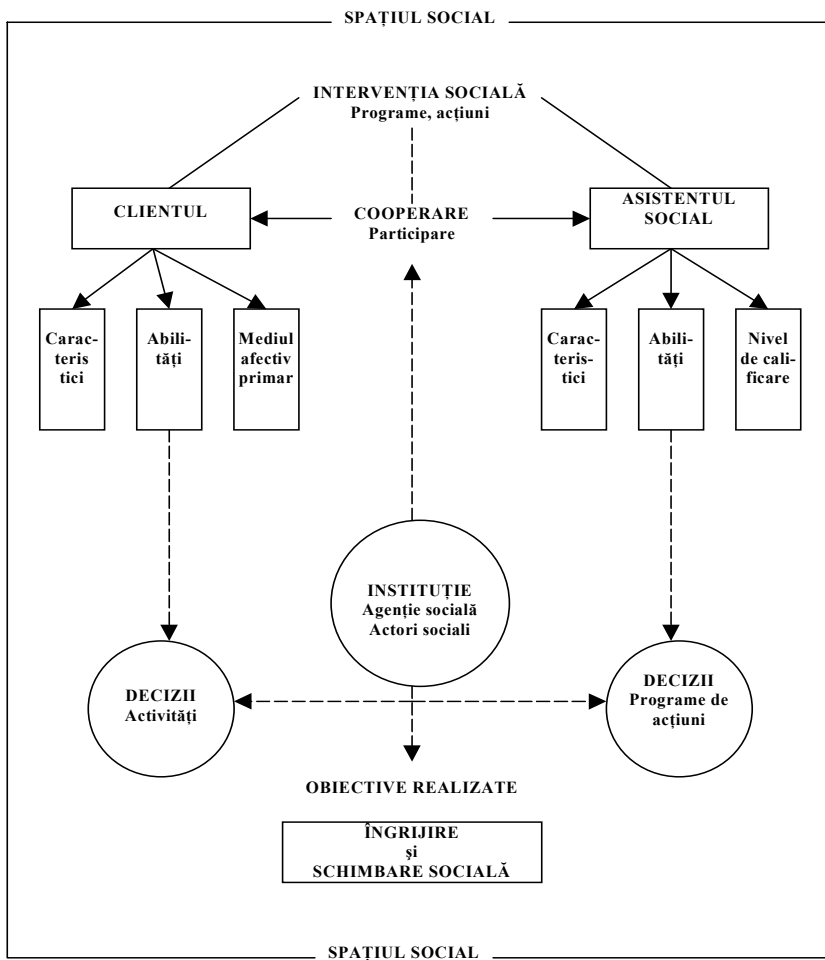 SPAȚIUL SOCIAL
INTERVENȚIA SOCIALĂ
Programe, acțiuni
CLIENTUL
COOPERARE
Participare
ASISTENTUL
SOCIAL
Carac-
teris
tici
Abili-
tăți
Mediul
afectiv
primar
Carac-
teris-
tici
Abili-
tăți
Nivel
de cali-
ficare
INSTITUȚIE
Agenție socială
Actori sociali
DECIZII
Activități
DECIZII
Programe de
acțiuni
OBIECTIVE REALIZATE
ÎNGRIJIRE
și
SCHIMBARE SOCIALĂ
SPAȚIUL SOCIAL